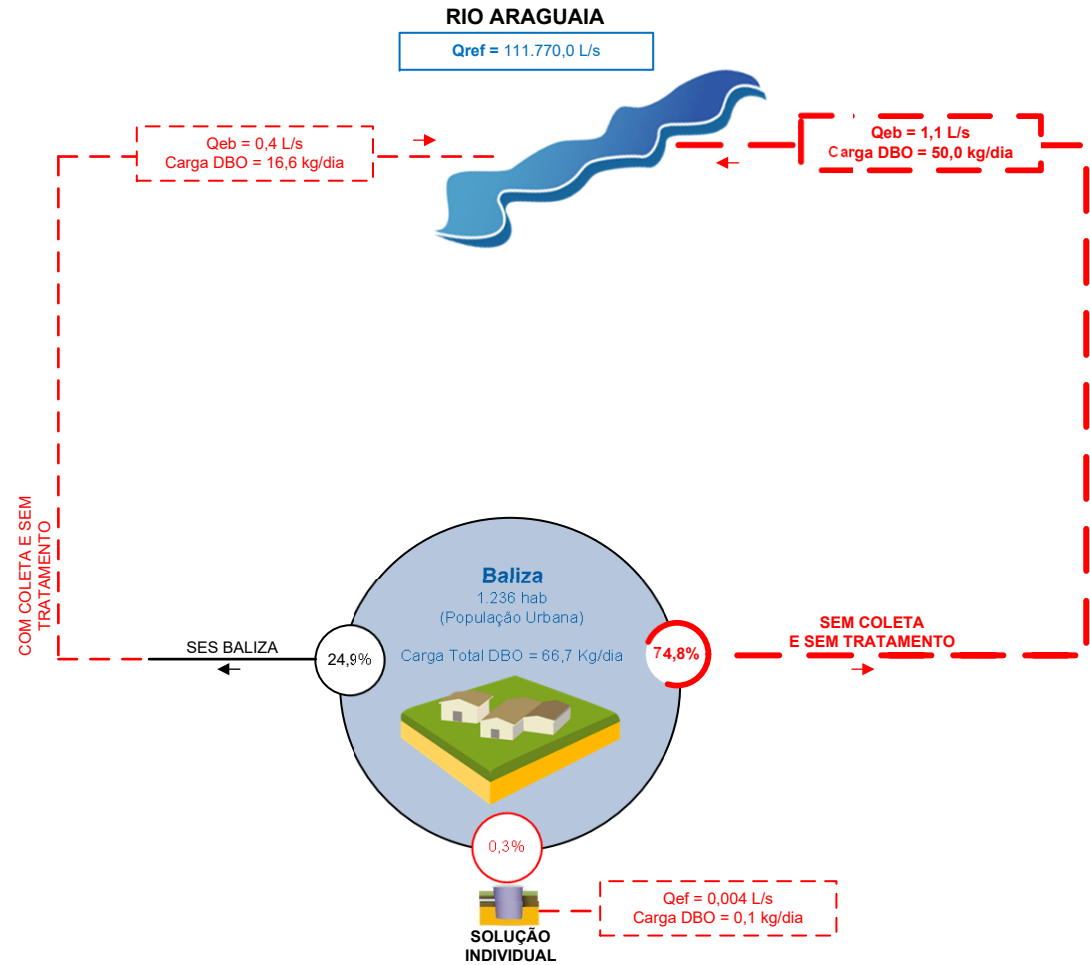 RIO ARAGUAIA
Qref = 111.770,0 L/s
Qeb = 0,4 L/s
Carga DBO = 16,6 kg/dia
Qeb = 1,1 L/s
Carga DBO = 50,0 kg/dia
COM COLETA E SEM
TRATAMENTO
Baliza
1.236 hab
(População Urbana)
Carga Total DBO = 66,7 Kg/dia
SES BALIZA
24,9%
74,8%
SEM COLETA
E SEM TRATAMENTO
0,3%
SOLUÇÃO
INDIVIDUAL
Qef = 0,004 L/s
Carga DBO = 0,1 kg/dia